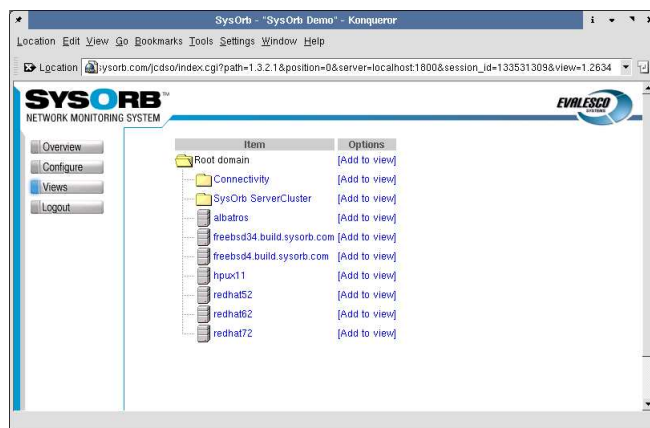 SysOrb - "SysOrb Demo" - Konqueror
Location Edit View Go Bookmarks Tools Settings Window Help
Location :ysorb.com/jcdso/index.cgi?path=1.3.2.1&position=0&server=localhost:1800&session_id=133531309&view=1.2634
SYSORB™
NETWORK MONITORING SYSTEM
EVALESCO
SYSTEMS
Overview
Configure
Views
Logout
Item Options
Root domain [Add to view]
Connectivity [Add to view]
SysOrb ServerCluster [Add to view]
albatros [Add to view]
freebsd34.build.sysorb.com [Add to view]
freebsd4.build.sysorb.com [Add to view]
hpux11 [Add to view]
redhat52 [Add to view]
redhat62 [Add to view]
redhat72 [Add to view]